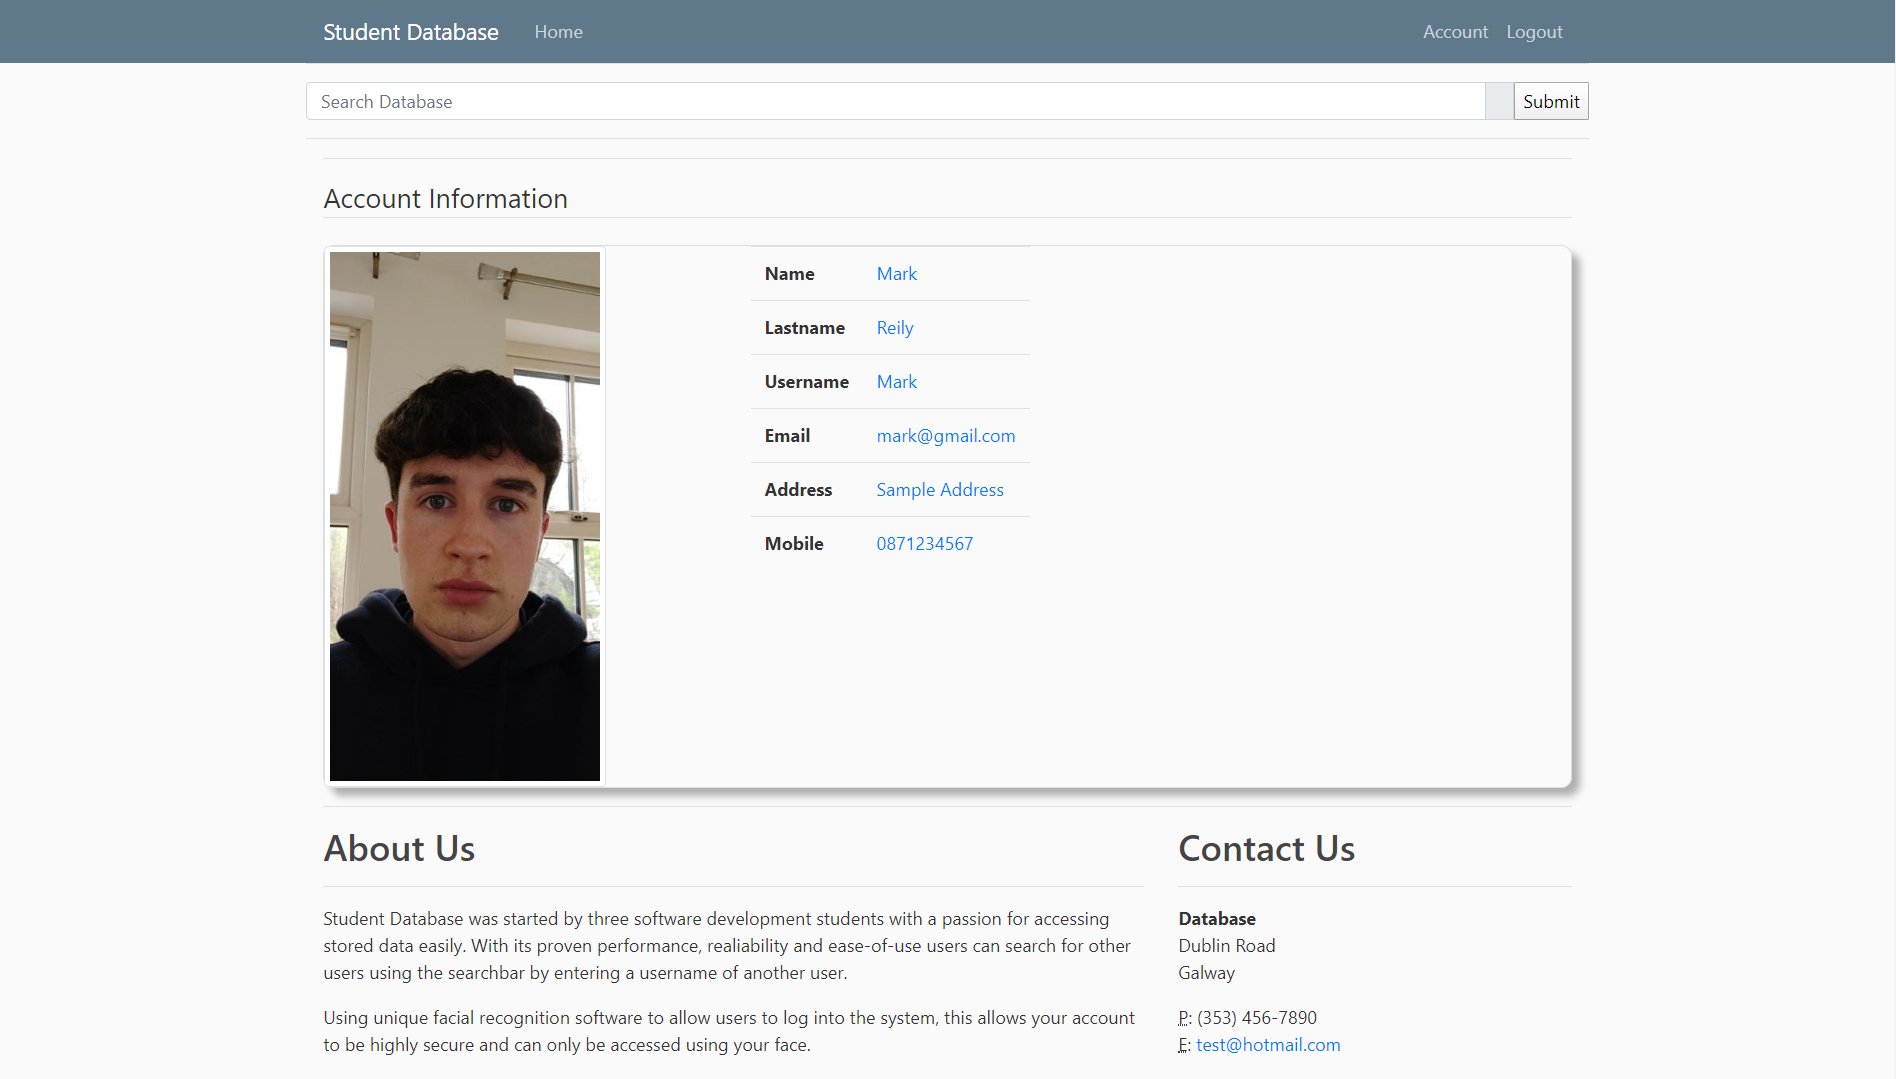 Student Database Home Account Logout
Search Database Submit
Account Information
Name Mark
Lastname Reily
Username Mark
Email mark@gmail.com
Address Sample Address
Mobile 0871234567
About Us
Student Database was started by three software development students with a passion for accessing
stored data easily. With its proven performance, realiability and ease-of-use users can search for other
users using the searchbar by entering a username of another user.
Using unique facial recognition software to allow users to log into the system, this allows your account
to be highly secure and can only be accessed using your face.
Contact Us
Database
Dublin Road
Galway
P: (353) 456-7890
E: test@hotmail.com